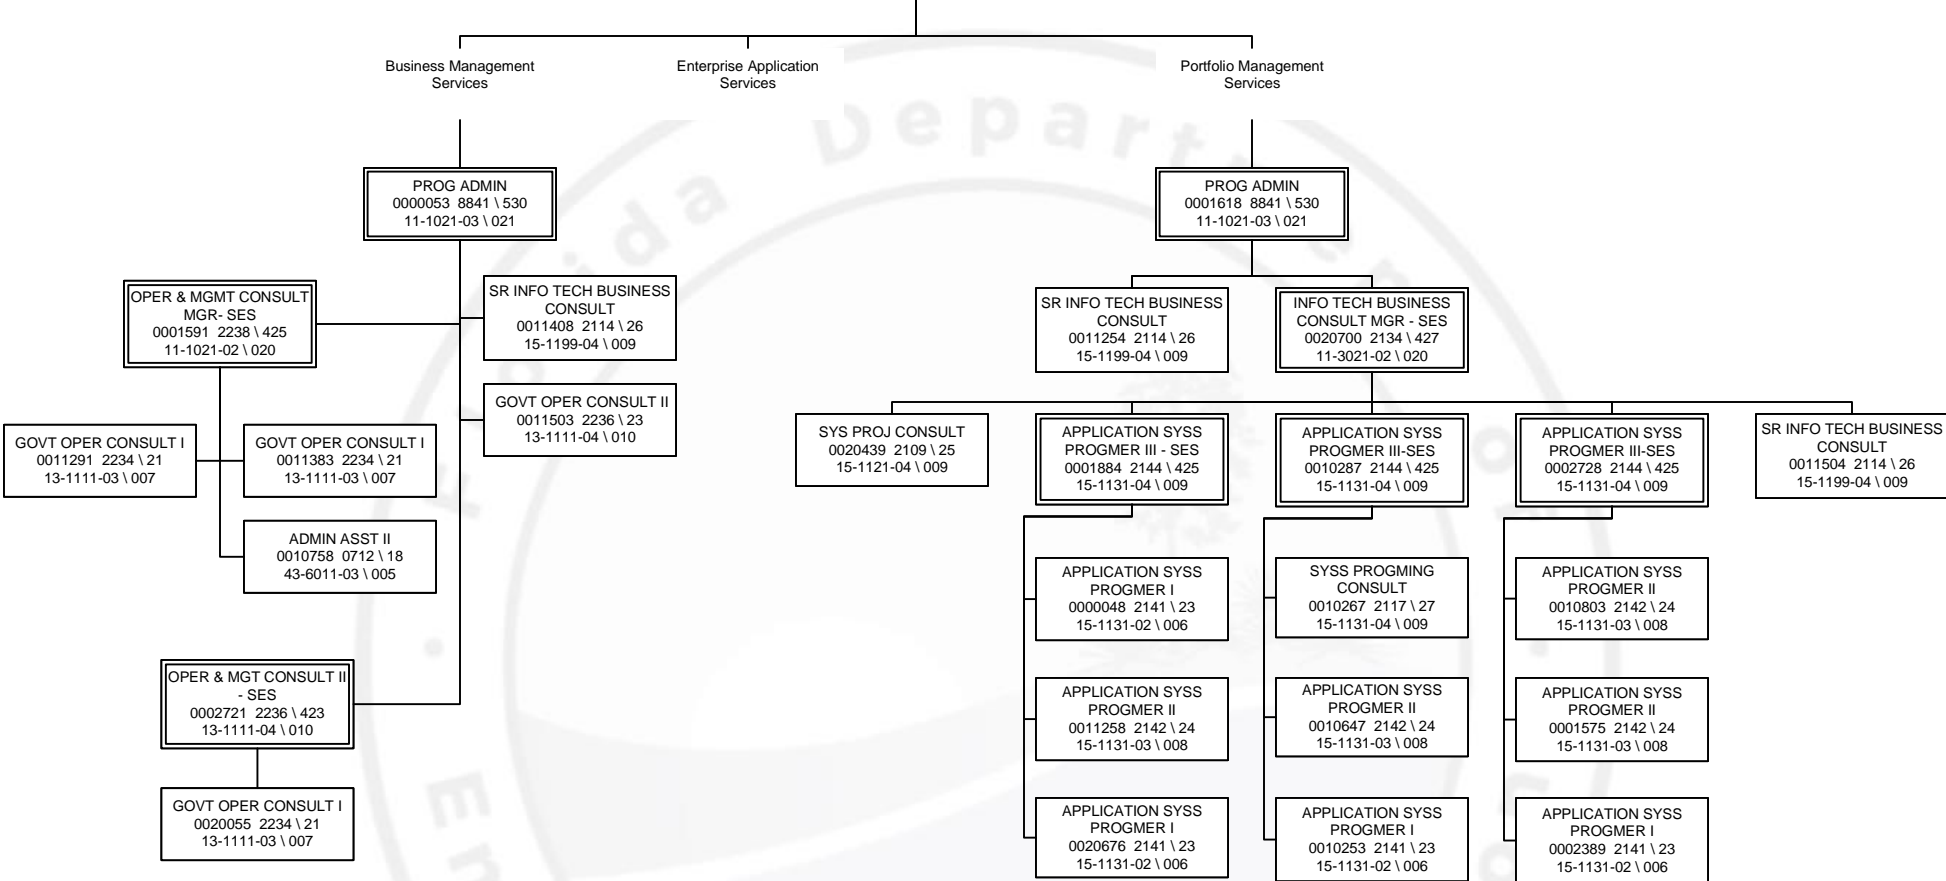 Business Management
Services
Enterprise Application
Services
Portfolio Management
Services
PROG ADMIN
0000053  8841 \ 530
11-1021-03 \ 021
PROG ADMIN
0001618  8841 \ 530
11-1021-03 \ 021
OPER & MGMT CONSULT
MGR- SES
0001591  2238 \ 425
11-1021-02 \ 020
SR INFO TECH BUSINESS
CONSULT
0011408  2114 \ 26
15-1199-04 \ 009
SR INFO TECH BUSINESS
CONSULT
0011254  2114 \ 26
15-1199-04 \ 009
INFO TECH BUSINESS
CONSULT MGR - SES
0020700  2134 \ 427
11-3021-02 \ 020
GOVT OPER CONSULT II
0011503  2236 \ 23
13-1111-04 \ 010
GOVT OPER CONSULT I
0011291  2234 \ 21
13-1111-03 \ 007
GOVT OPER CONSULT I
0011383  2234 \ 21
13-1111-03 \ 007
SYS PROJ CONSULT
0020439  2109 \ 25
15-1121-04 \ 009
APPLICATION SYSS
PROGMER III - SES
0001884  2144 \ 425
15-1131-04 \ 009
APPLICATION SYSS
PROGMER III-SES
0010287  2144 \ 425
15-1131-04 \ 009
APPLICATION SYSS
PROGMER III-SES
0002728  2144 \ 425
15-1131-04 \ 009
SR INFO TECH BUSINESS
CONSULT
0011504  2114 \ 26
15-1199-04 \ 009
ADMIN ASST II
0010758  0712 \ 18
43-6011-03 \ 005
APPLICATION SYSS
PROGMER I
0000048  2141 \ 23
15-1131-02 \ 006
SYSS PROGMING
CONSULT
0010267  2117 \ 27
15-1131-04 \ 009
APPLICATION SYSS
PROGMER II
0010803  2142 \ 24
15-1131-03 \ 008
OPER & MGT CONSULT II
- SES
0002721  2236 \ 423
13-1111-04 \ 010
APPLICATION SYSS
PROGMER II
0011258  2142 \ 24
15-1131-03 \ 008
APPLICATION SYSS
PROGMER II
0010647  2142 \ 24
15-1131-03 \ 008
APPLICATION SYSS
PROGMER II
0001575  2142 \ 24
15-1131-03 \ 008
GOVT OPER CONSULT I
0020055  2234 \ 21
13-1111-03 \ 007
APPLICATION SYSS
PROGMER I
0020676  2141 \ 23
15-1131-02 \ 006
APPLICATION SYSS
PROGMER I
0010253  2141 \ 23
15-1131-02 \ 006
APPLICATION SYSS
PROGMER I
0002389  2141 \ 23
15-1131-02 \ 006